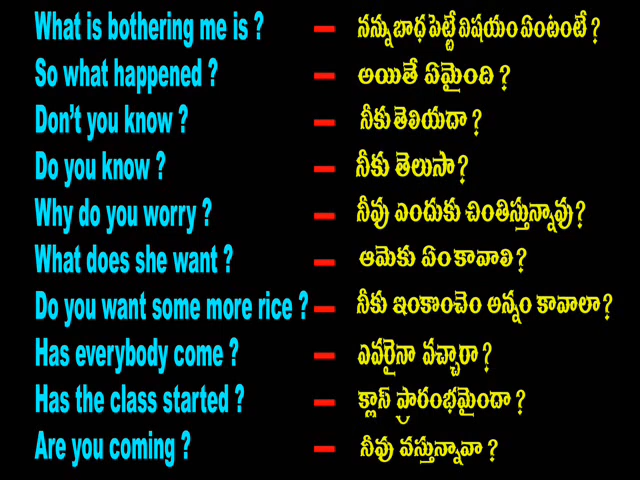 What is bothering me is ? – నన్ను బాధ పెట్టే విషయం ఏంటంటే ?
So what happened ? – అయితే ఏమైంది ?
Don't you know ? – నీకు తెలియదా ?
Do you know ? – నీకు తెలుసా ?
Why do you worry ? – నీవు ఎందుకు చింతిస్తున్నావు ?
What does she want ? – ఆమెకు ఏం కావాలి ?
Do you want some more rice ? – నీకు ఇంకొంచెం అన్నం కావాలా ?
Has everybody come ? – ఎవరైనా వచ్చారా ?
Has the class started ? – క్లాస్ ప్రారంభమైందా ?
Are you coming ? – నీవు వస్తున్నావా ?